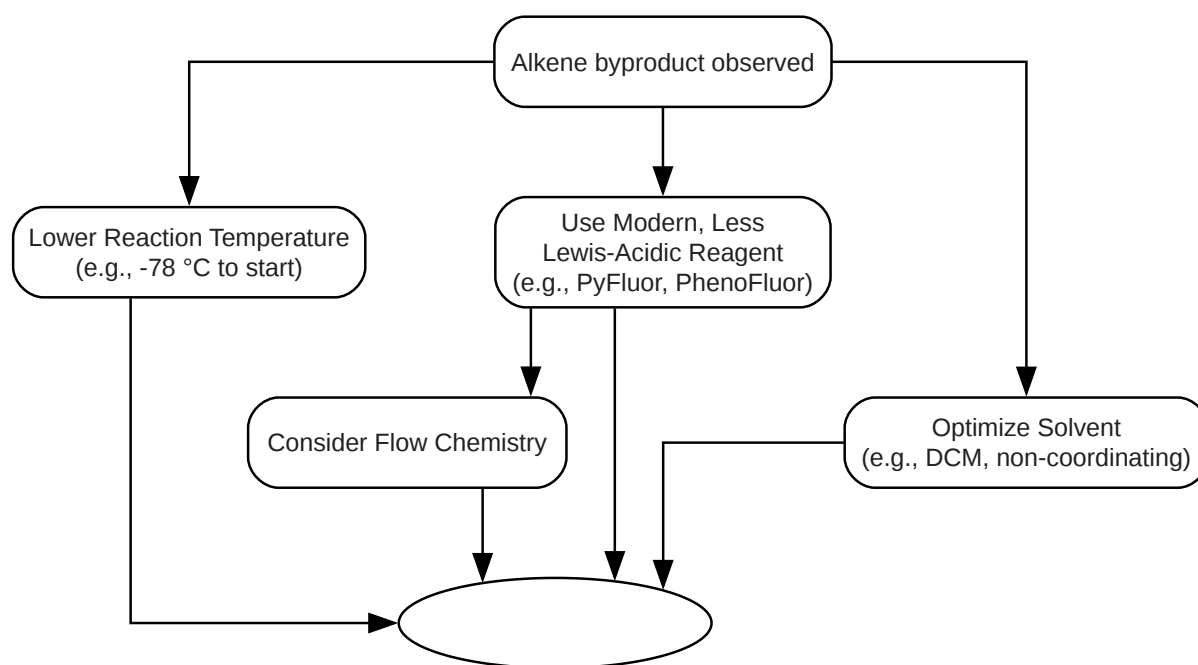 Alkene byproduct observed
Lower Reaction Temperature
(e.g., -78 °C to start)
Use Modern, Less
Lewis-Acidic Reagent
(e.g., PyFluor, PhenoFluor)
Consider Flow Chemistry
Optimize Solvent
(e.g., DCM, non-coordinating)